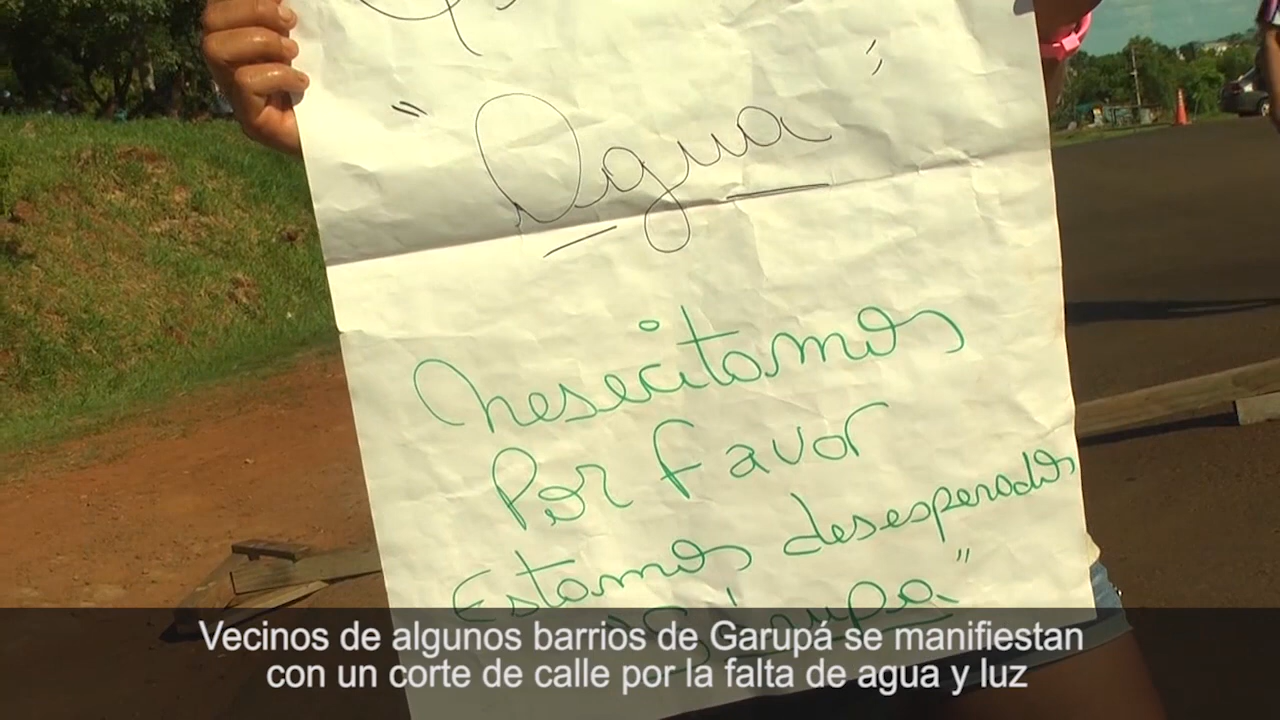 "Agua"
Nesecitamos
Por favor
Estamos desesperados
Garupa"
Vecinos de algunos barrios de Garupá se manifiestan
con un corte de calle por la falta de agua y luz